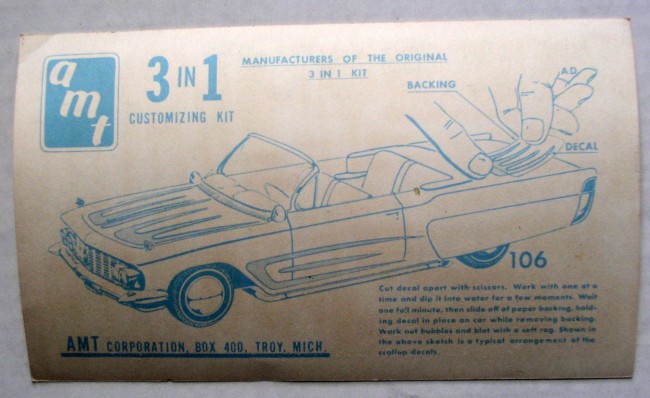 amt
3 IN 1
CUSTOMIZING KIT
MANUFACTURERS OF THE ORIGINAL
3 IN 1 KIT
BACKING
A.D.
DECAL
106
Cut decal apart with scissors. Work with one at a
time and dip it into water for a few moments. Wait
one full minute, then slide off of paper backing, hold-
ing decal in place on car while removing backing.
Work out bubbles and blot with a soft rag. Shown in
the above sketch is a typical arrangement of the
scallop decals.
AMT CORPORATION, BOX 400, TROY, MICH.